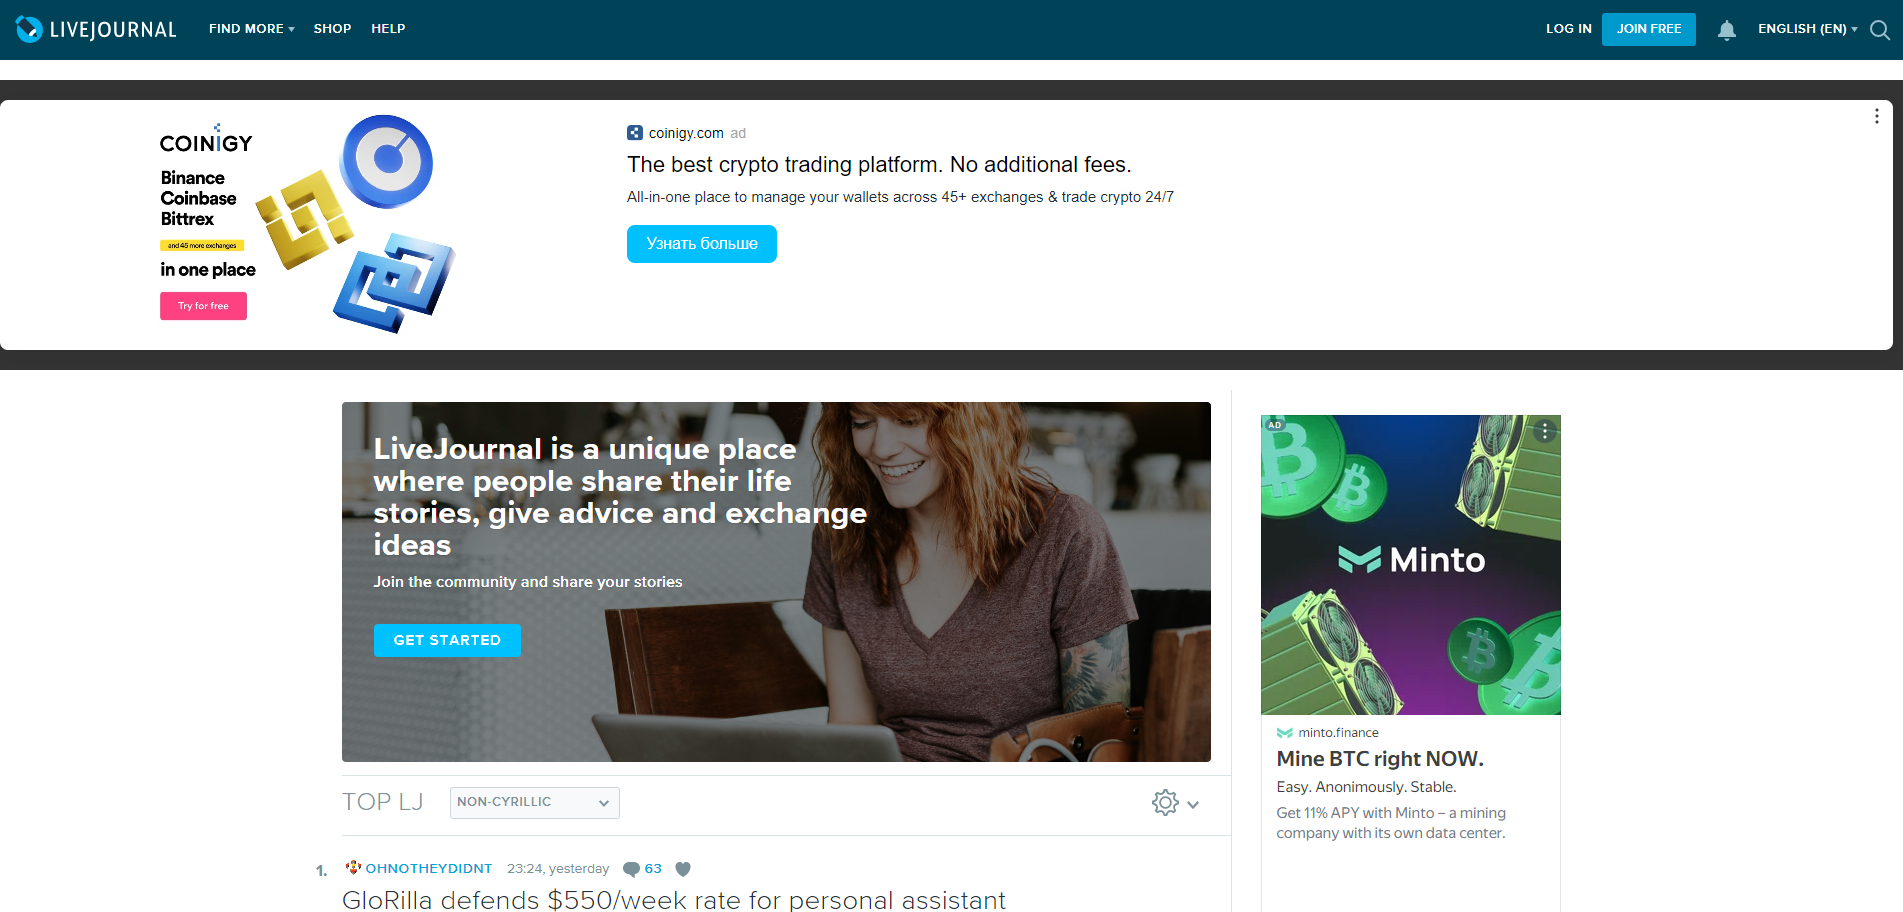 LIVEJOURNAL
FIND MORE
SHOP
HELP
LOG IN
JOIN FREE
ENGLISH (EN)
COINIGY
Binance
Coinbase
Bittrex
and 45 more exchanges
in one place
Try for free
coinigy.com ad
The best crypto trading platform. No additional fees.
All-in-one place to manage your wallets across 45+ exchanges & trade crypto 24/7
Узнать больше
LiveJournal is a unique place
where people share their life
stories, give advice and exchange
ideas
Join the community and share your stories
GET STARTED
TOP LJ
NON-CYRILLIC
1.
OHNOTHEYDIDNT 23:24, yesterday 63
GloRilla defends $550/week rate for personal assistant
AD
Minto
minto.finance
Mine BTC right NOW.
Easy. Anonimously. Stable.
Get 11% APY with Minto – a mining
company with its own data center.